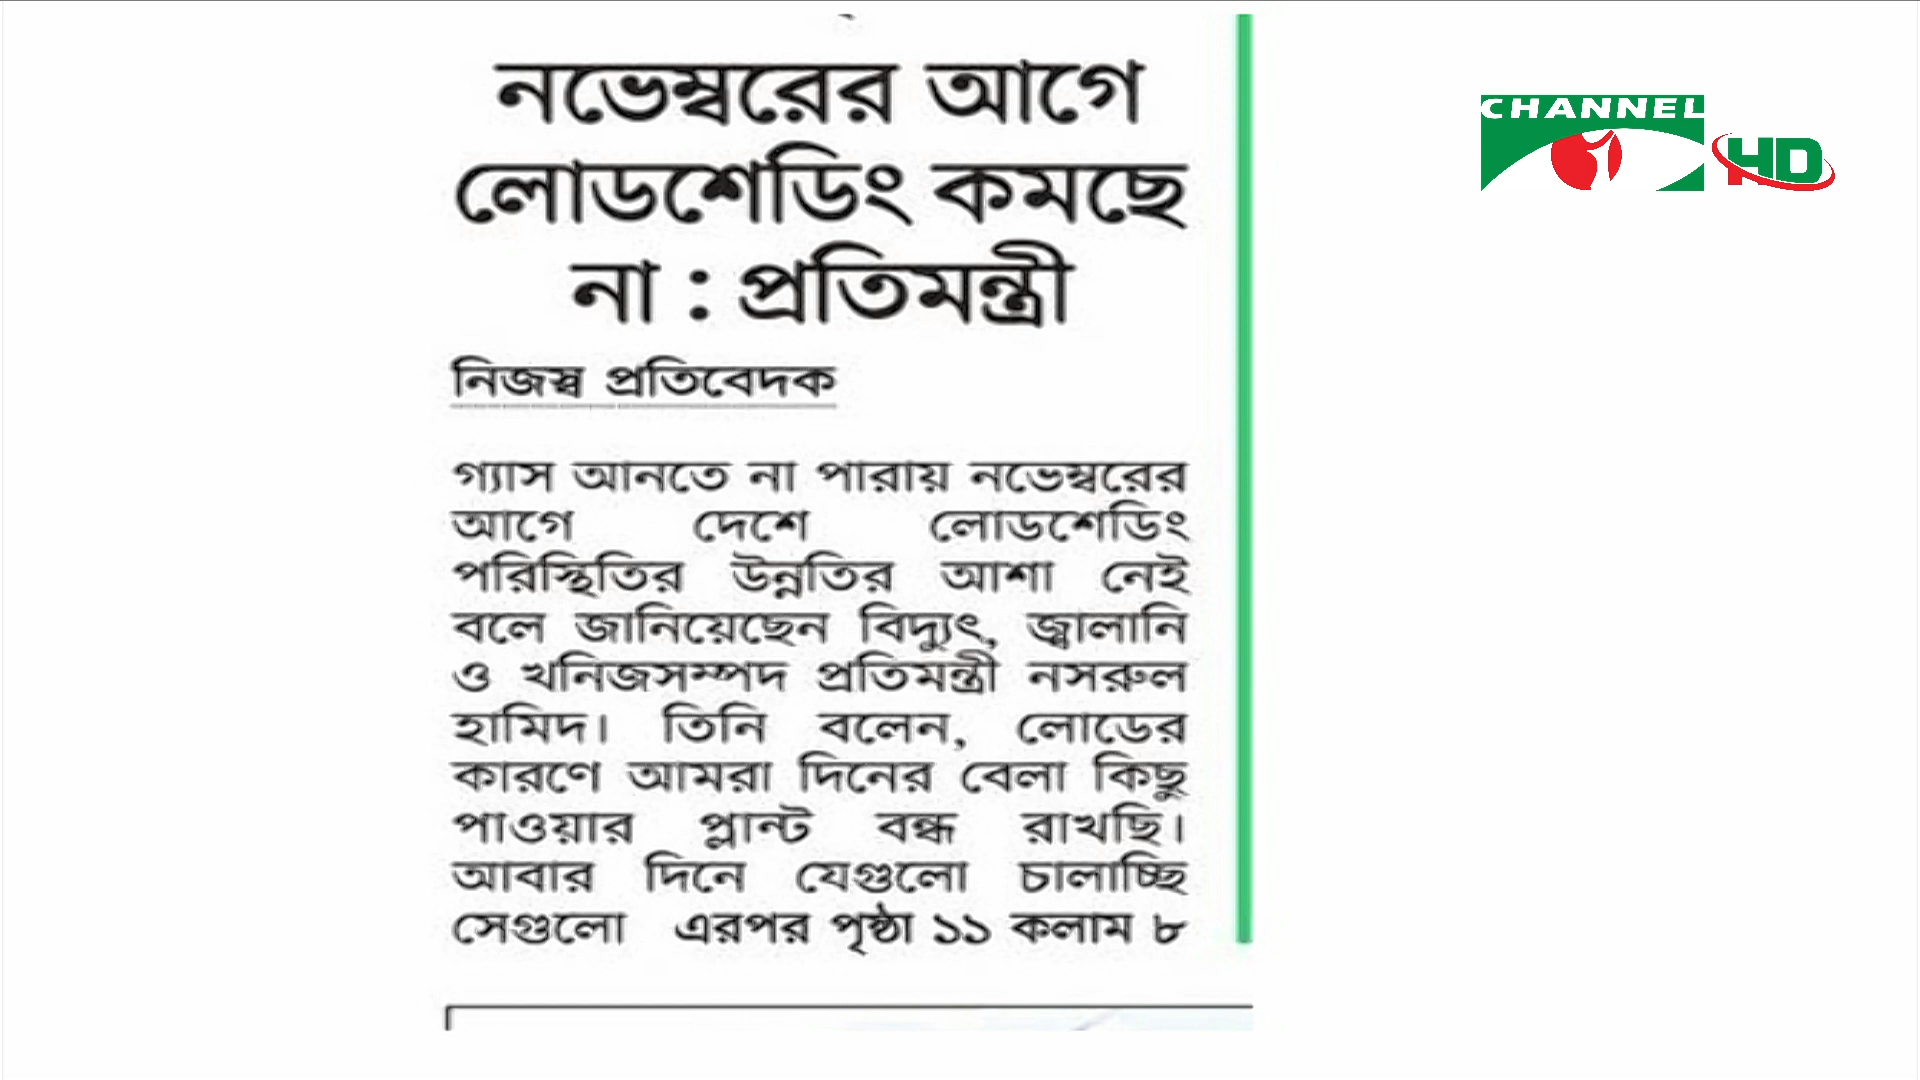 নভেম্বরের আগে
লোডশেডিং কমছে
না : প্রতিমন্ত্রী
নিজস্ব প্রতিবেদক
গ্যাস আনতে না পারায় নভেম্বরের
আগে দেশে লোডশেডিং
পরিস্থিতির উন্নতির আশা নেই
বলে জানিয়েছেন বিদ্যুৎ, জ্বালানি
ও খনিজসম্পদ প্রতিমন্ত্রী নসরুল
হামিদ। তিনি বলেন, লোডের
কারণে আমরা দিনের বেলা কিছু
পাওয়ার প্লান্ট বন্ধ রাখছি।
আবার দিনে যেগুলো চালাচ্ছি
সেগুলো এরপর পৃষ্ঠা ১১ কলাম ৮
CHANNEL
i HD